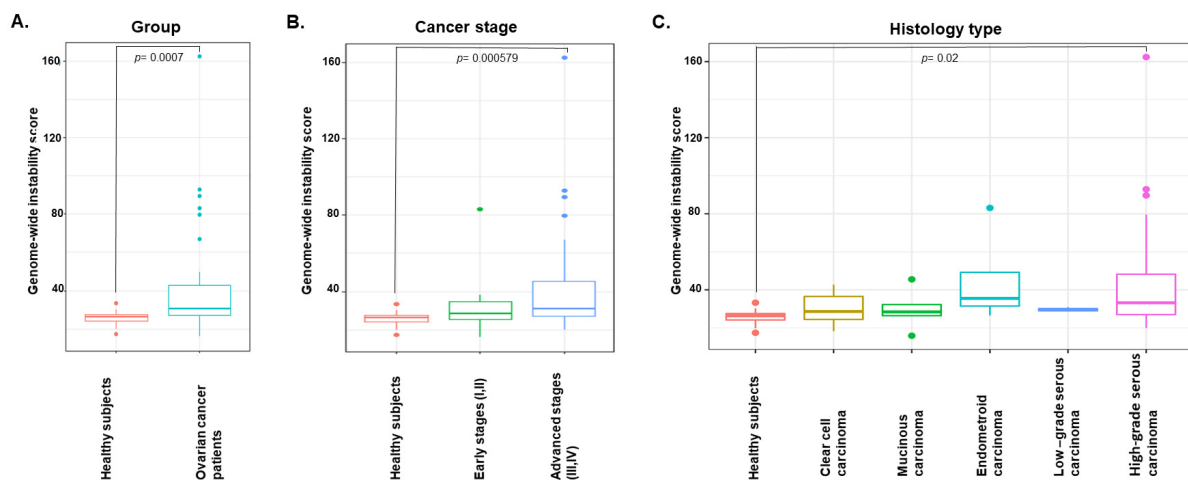 A.
Group
Genome-wide instability score
160
120
80
40
p= 0.0007
Healthy subjects
Ovarian cancer
patients
B.
Cancer stage
Genome-wide instability score
160
120
80
40
p= 0.000579
Healthy subjects
Early stages (I,II)
Advanced stages
(III,IV)
C.
Histology type
Genome-wide instability score
160
120
80
40
p= 0.02
Healthy subjects
Clear cell
carcinoma
Mucinous
carcinoma
Endometroid
carcinoma
Low–grade serous
carcinoma
High-grade serous
carcinoma